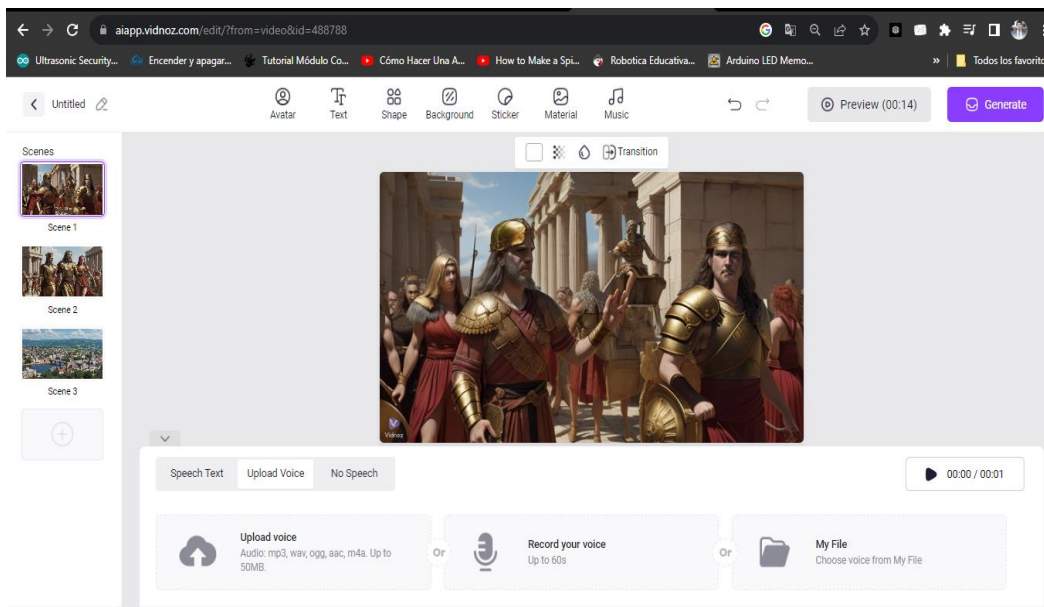 aiapp.vidnoz.com/edit/?from=video&id=488788
Ultrasonic Security... Encender y apagar... Tutorial Módulo Co... Cómo Hacer Una A... How to Make a Spi... Robotica Educativa... Arduino LED Memo... » Todos los favorito
Untitled
Avatar Text Shape Background Sticker Material Music
Preview (00:14) Generate
Scenes
Transition
Scene 1
Scene 2
Scene 3
Vidnoz
Speech Text Upload Voice No Speech
00:00 / 00:01
Upload voice
Audio: mp3, wav, ogg, aac, m4a. Up to
50MB.
Or
Record your voice
Up to 60s
Or
My File
Choose voice from My File